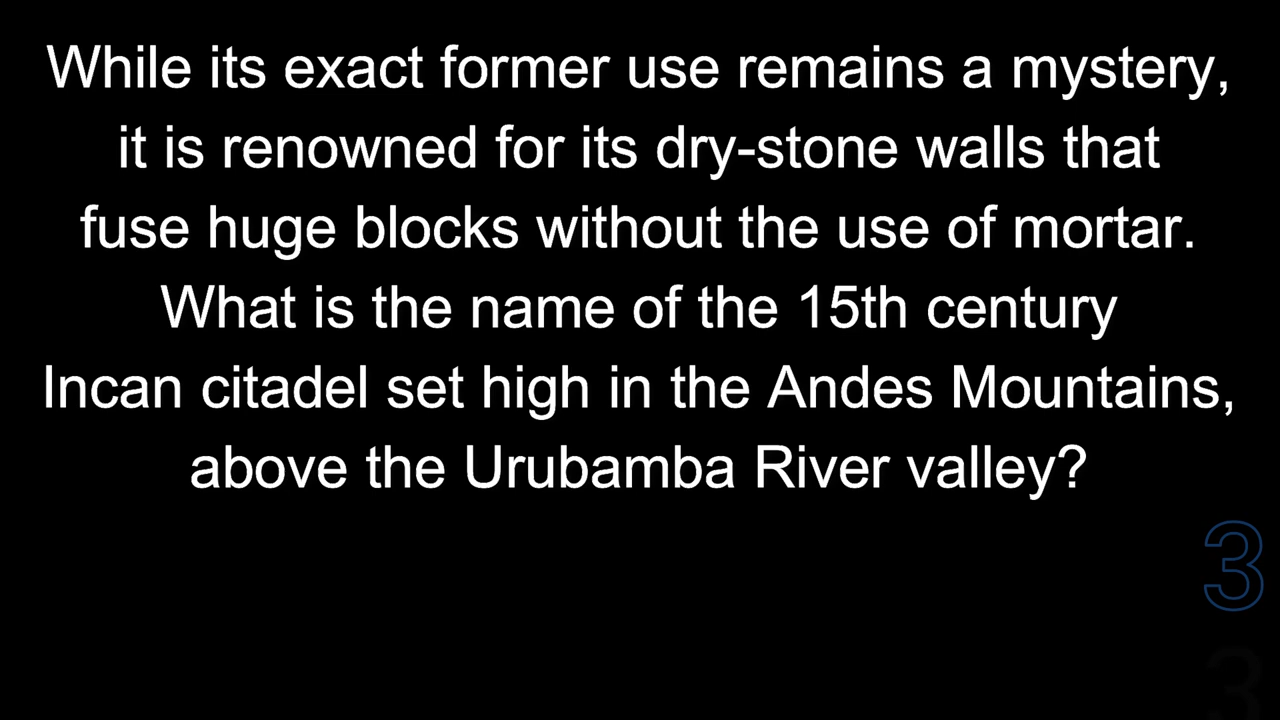 While its exact former use remains a mystery,
it is renowned for its dry-stone walls that
fuse huge blocks without the use of mortar.
What is the name of the 15th century
Incan citadel set high in the Andes Mountains,
above the Urubamba River valley?
3
3